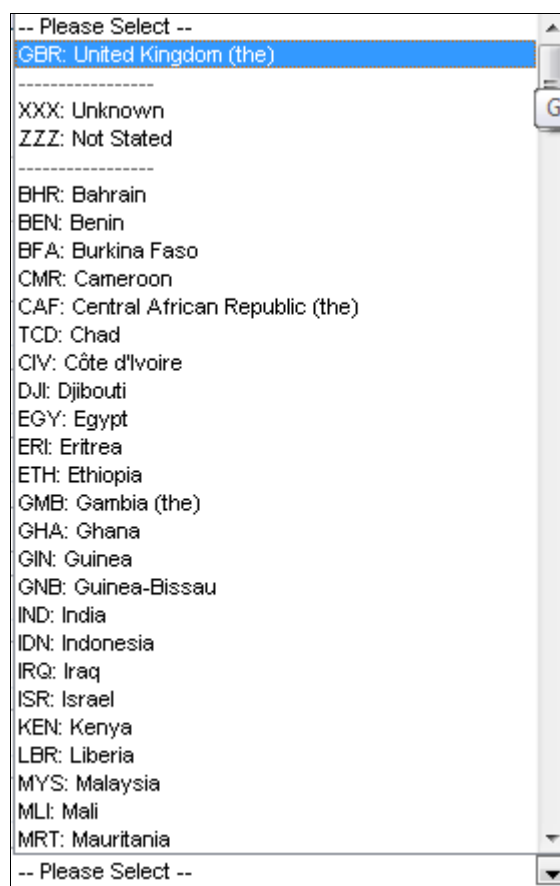 -- Please Select --
GBR: United Kingdom (the)
-----------------
XXX: Unknown
ZZZ: Not Stated
-----------------
BHR: Bahrain
BEN: Benin
BFA: Burkina Faso
CMR: Cameroon
CAF: Central African Republic (the)
TCD: Chad
CIV: Côte d'Ivoire
DJI: Djibouti
EGY: Egypt
ERI: Eritrea
ETH: Ethiopia
GMB: Gambia (the)
GHA: Ghana
GIN: Guinea
GNB: Guinea-Bissau
IND: India
IDN: Indonesia
IRQ: Iraq
ISR: Israel
KEN: Kenya
LBR: Liberia
MYS: Malaysia
MLI: Mali
MRT: Mauritania
-- Please Select --